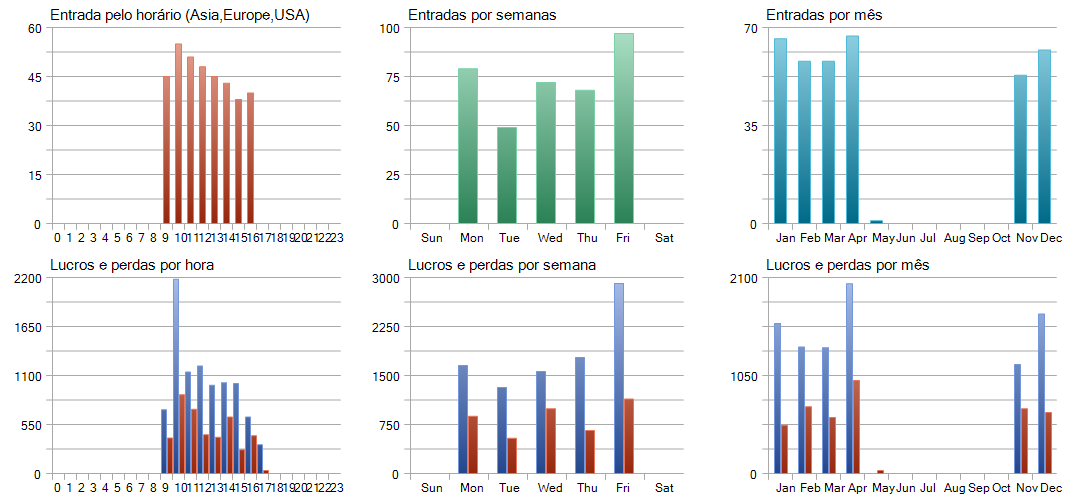 Entrada pelo horário (Asia,Europe,USA)
60
45
30
15
0
0 1 2 3 4 5 6 7 8 9 10 11 12 13 14 15 16 17 18 19 20 21 22 23
Entradas por semanas
100
75
50
25
0
Sun Mon Tue Wed Thu Fri Sat
Entradas por mês
70
35
0
Jan Feb Mar Apr May Jun Jul Aug Sep Oct Nov Dec
Lucros e perdas por hora
2200
1650
1100
550
0
0 1 2 3 4 5 6 7 8 9 10 11 12 13 14 15 16 17 18 19 20 21 22 23
Lucros e perdas por semana
3000
2250
1500
750
0
Sun Mon Tue Wed Thu Fri Sat
Lucros e perdas por mês
2100
1050
0
Jan Feb Mar Apr May Jun Jul Aug Sep Oct Nov Dec